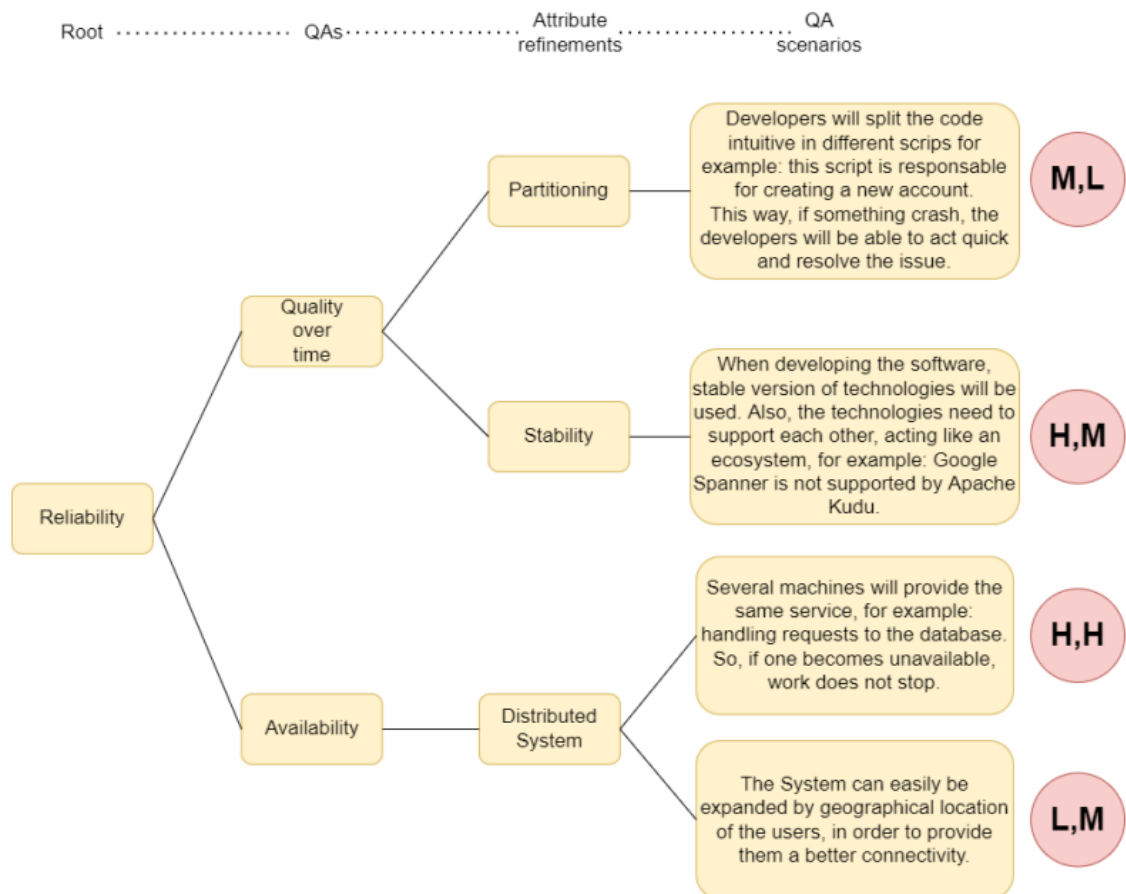 Root
QAs
Attribute
refinements
QA
scenarios
Developers will split the code
intuitive in different scrips for
example: this script is responsable
for creating a new account.
This way, if something crash, the
developers will be able to act quick
and resolve the issue.
M,L
Partitioning
Quality
over
time
When developing the software,
stable version of technologies will be
used. Also, the technologies need to
support each other, acting like an
ecosystem, for example: Google
Spanner is not supported by Apache
Kudu.
H,M
Stability
Reliability
Several machines will provide the
same service, for example:
handling requests to the database.
So, if one becomes unavailable,
work does not stop.
H,H
Availability
Distributed
System
The System can easily be
expanded by geographical location
of the users, in order to provide
them a better connectivity.
L,M